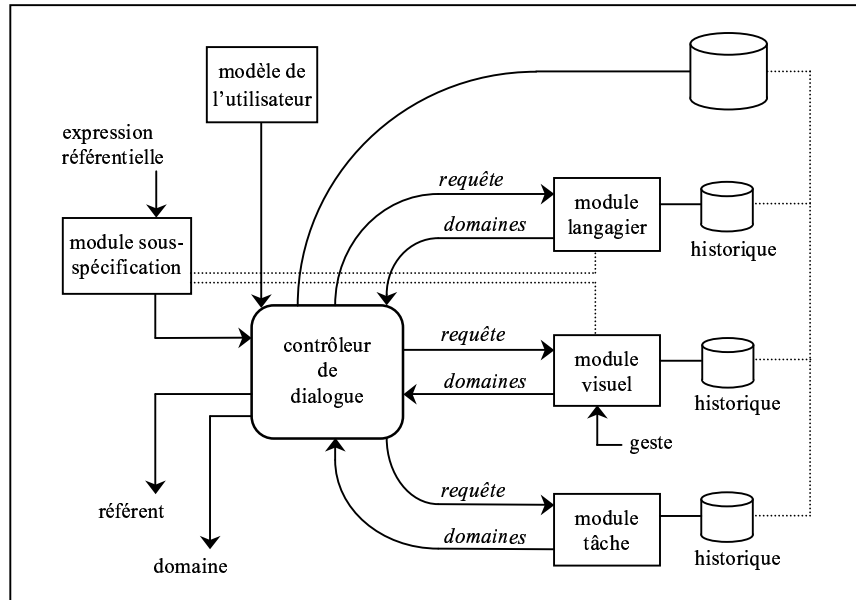 modèle de
l’utilisateur
expression
référentielle
module sous-
spécification
requête
domaines
module
langagier
historique
contrôleur
de
dialogue
requête
domaines
module
visuel
historique
geste
référent
domaine
requête
domaines
module
tâche
historique